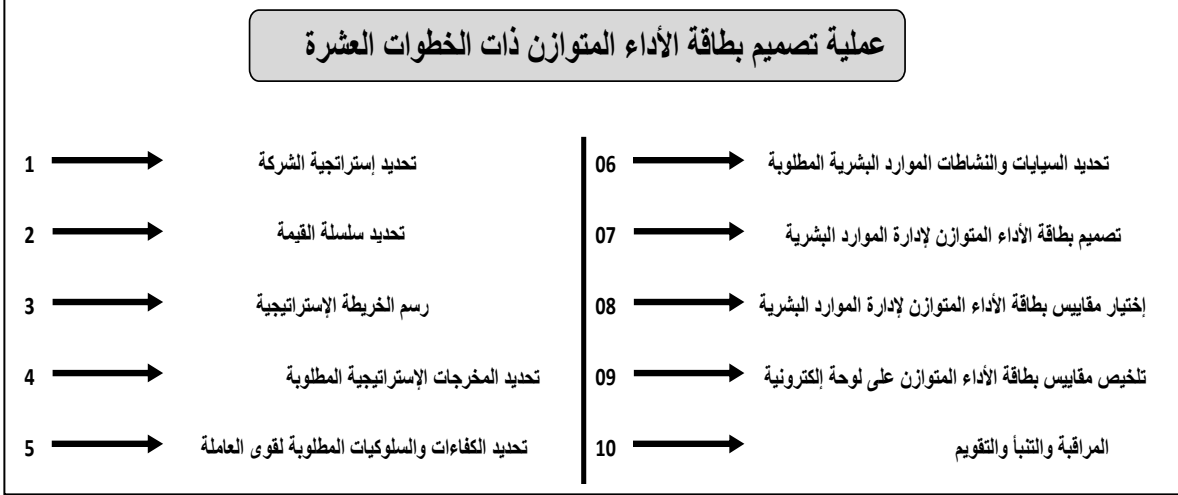 عملية تصميم بطاقة الأداء المتوازن ذات الخطوات العشرة
1 تحديد إستراتجية الشركة
2 تحديد سلسلة القيمة
3 رسم الخريطة الإستراتيجية
4 تحديد المخرجات الإستراتيجية المطلوبة
5 تحديد الكفاءات والسلوكيات المطلوبة لقوى العاملة
06 تحديد السيايات والنشاطات الموارد البشرية المطلوبة
07 تصميم بطاقة الأداء المتوازن لإدارة الموارد البشرية
08 إختيار مقاييس بطاقة الأداء المتوازن لإدارة الموارد البشرية
09 تلخيص مقاييس بطاقة الأداء المتوازن على لوحة إلكترونية
10 المراقبة والتنبأ والتقويم